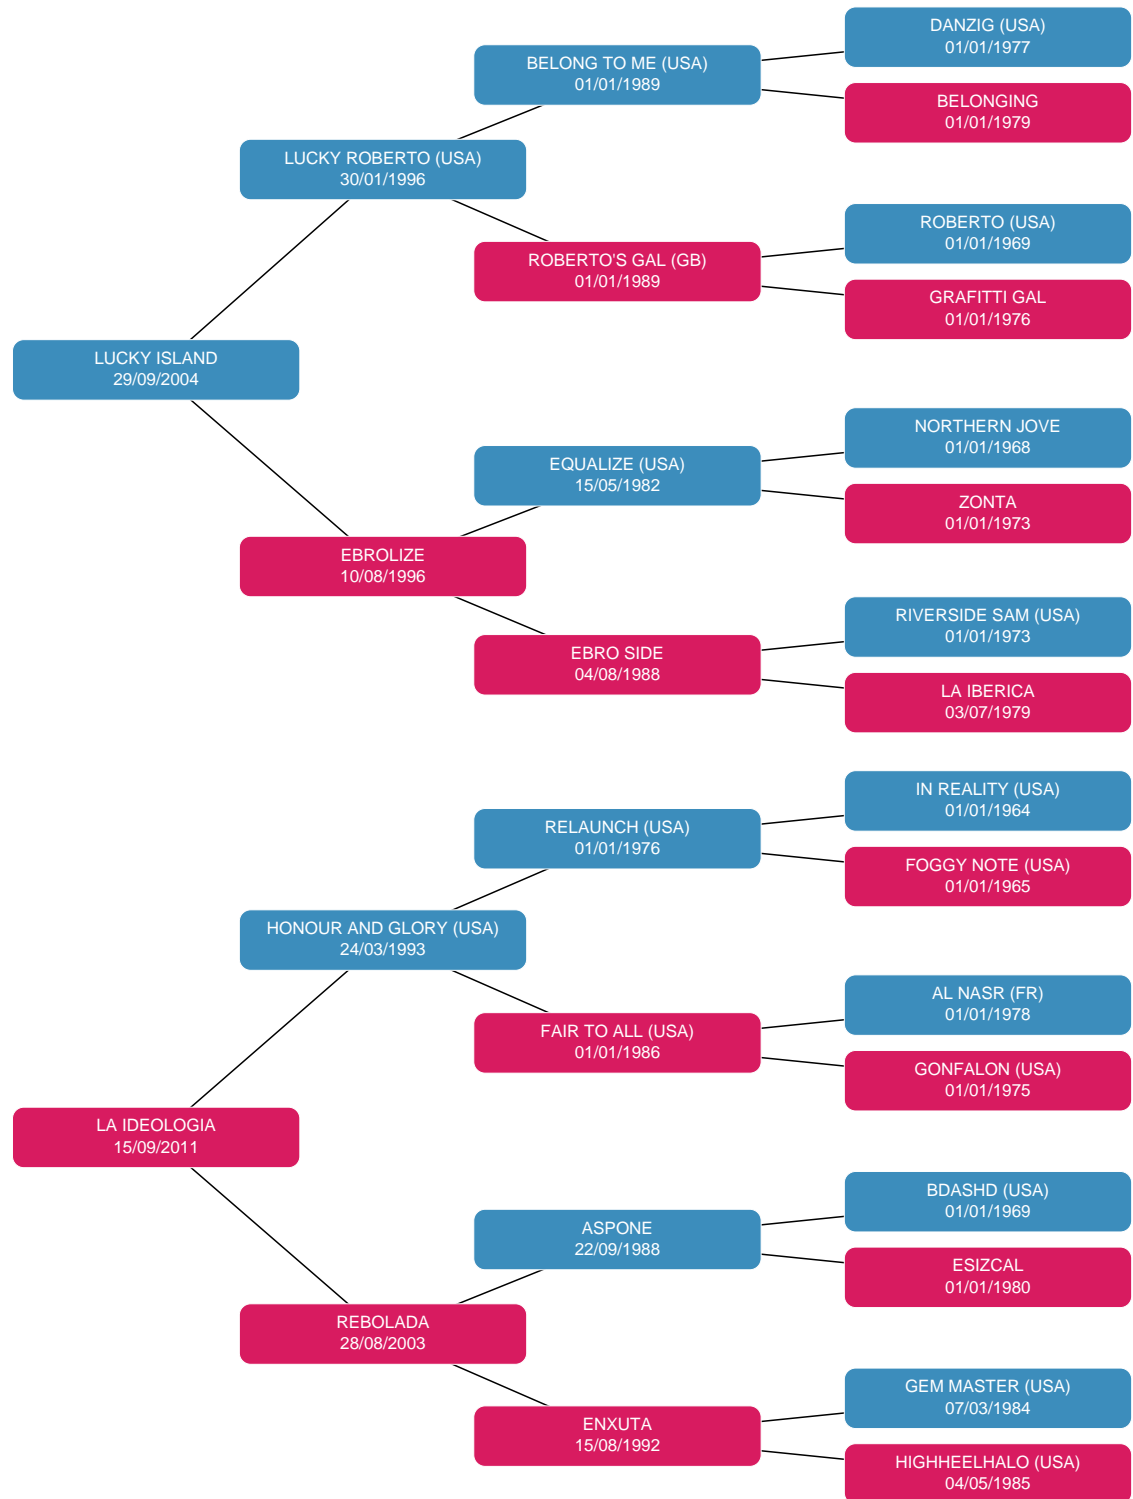 DANZIG (USA)
01/01/1977
BELONG TO ME (USA)
01/01/1989
BELONGING
01/01/1979
LUCKY ROBERTO (USA)
30/01/1996
ROBERTO (USA)
01/01/1969
ROBERTO'S GAL (GB)
01/01/1989
GRAFITTI GAL
01/01/1976
LUCKY ISLAND
29/09/2004
NORTHERN JOVE
01/01/1968
EQUALIZE (USA)
15/05/1982
ZONTA
01/01/1973
EBROLIZE
10/08/1996
RIVERSIDE SAM (USA)
01/01/1973
EBRO SIDE
04/08/1988
LA IBERICA
03/07/1979
IN REALITY (USA)
01/01/1964
RELAUNCH (USA)
01/01/1976
FOGGY NOTE (USA)
01/01/1965
HONOUR AND GLORY (USA)
24/03/1993
AL NASR (FR)
01/01/1978
FAIR TO ALL (USA)
01/01/1986
GONFALON (USA)
01/01/1975
LA IDEOLOGIA
15/09/2011
BDASHD (USA)
01/01/1969
ASPONE
22/09/1988
ESIZCAL
01/01/1980
REBOLADA
28/08/2003
GEM MASTER (USA)
07/03/1984
ENXUTA
15/08/1992
HIGHHEELHALO (USA)
04/05/1985